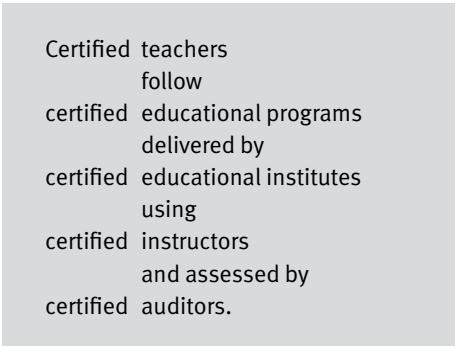 Certified teachers
follow
certified educational programs
delivered by
certified educational institutes
using
certified instructors
and assessed by
certified auditors.